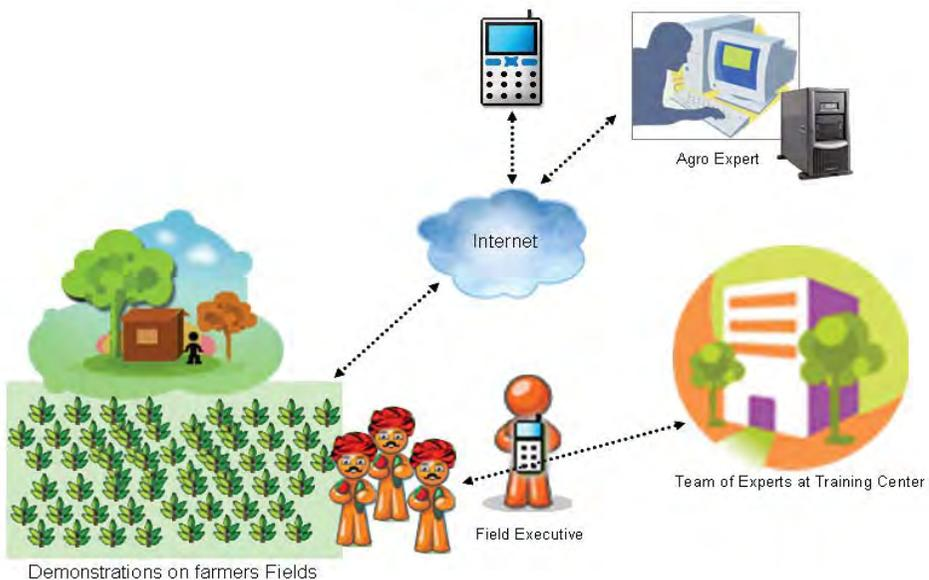 Agro Expert
Internet
Team of Experts at Training Center
Field Executive
Demonstrations on farmers Fields